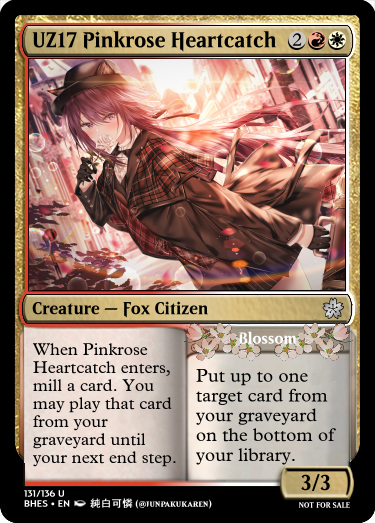 UZ17 Pinkrose Heartcatch 2
Creature — Fox Citizen
When Pinkrose
Heartcatch enters,
mill a card. You
may play that card
from your
graveyard until
your next end step.
Blossom
Put up to one
target card from
your graveyard
on the bottom of
your library.
3/3
131/136 U
BHES • EN 純白可憐 (@JUNPAKUKAREN)
NOT FOR SALE